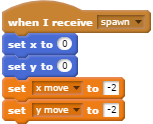 when I receive spawn
set x to 0
set y to 0
set x move to -2
set y move to -2